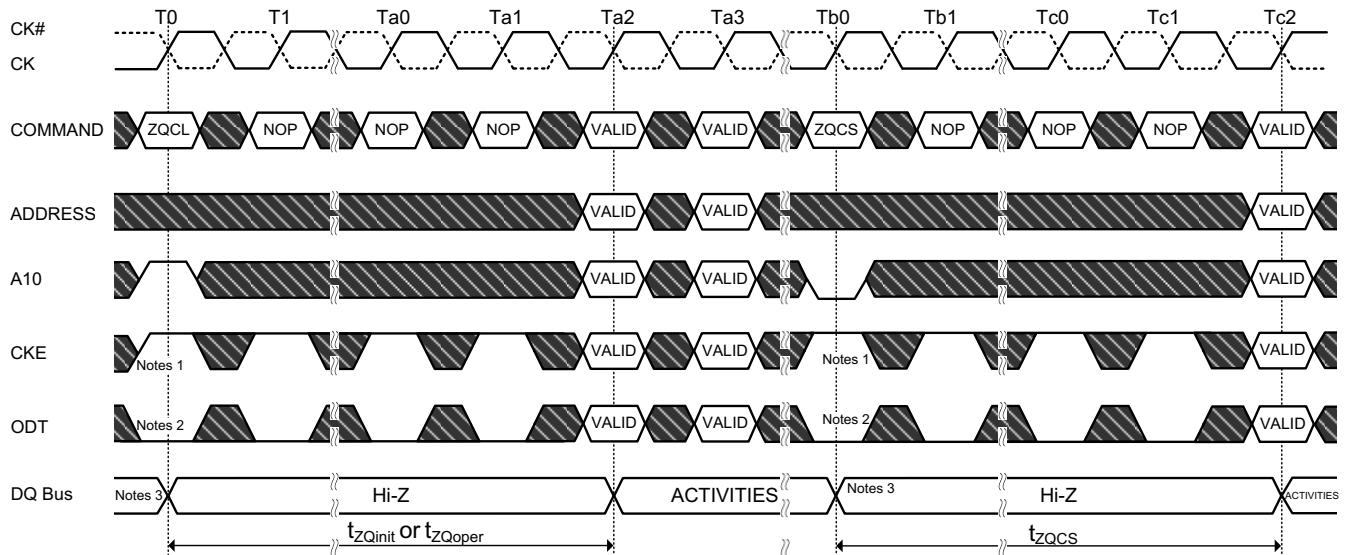 T0 T1 Ta0 Ta1 Ta2 Ta3 Tb0 Tb1 Tc0 Tc1 Tc2
CK#
CK
COMMAND ZQCL NOP NOP NOP VALID VALID ZQCS NOP NOP NOP VALID
ADDRESS VALID VALID VALID
A10 VALID VALID VALID
CKE Notes 1 VALID VALID Notes 1 VALID
ODT Notes 2 VALID VALID Notes 2 VALID
DQ Bus Notes 3 Hi-Z ACTIVITIES Notes 3 Hi-Z ACTIVITIES
tZQinit or tZQoper tZQCS